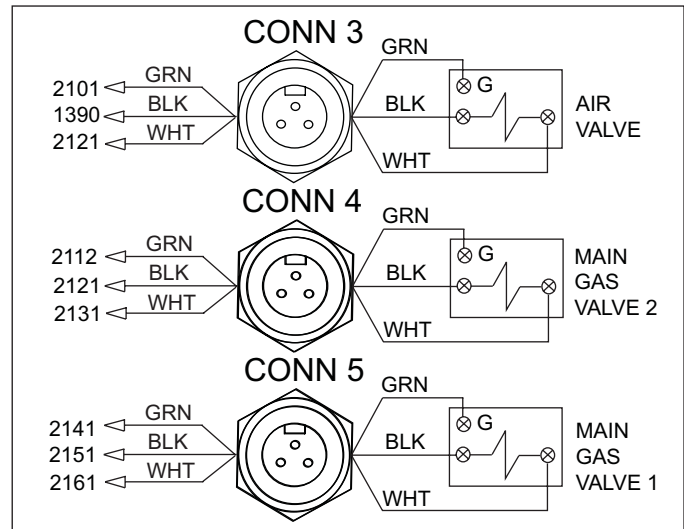 CONN 3
GRN
2101 GRN
1390 BLK
2121 WHT
BLK
WHT
G
AIR
VALVE
CONN 4
GRN
2112 GRN
2121 BLK
2131 WHT
BLK
WHT
G
MAIN
GAS
VALVE 2
CONN 5
GRN
2141 GRN
2151 BLK
2161 WHT
BLK
WHT
G
MAIN
GAS
VALVE 1